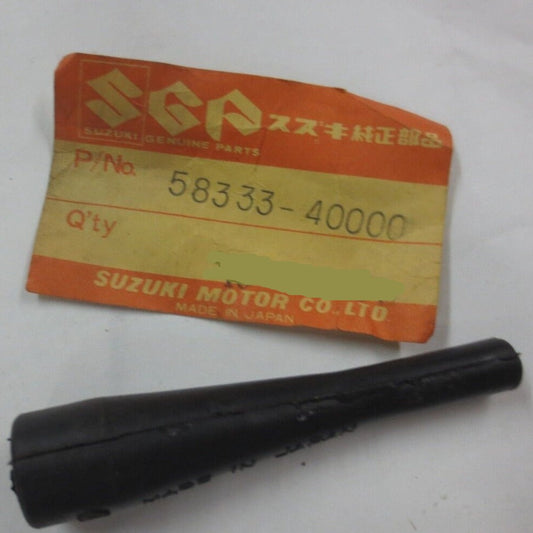 SGP スズキ純正部品
SUZUKI GENUINE PARTS
P/No. 58333-40000
Q'ty
SUZUKI MOTOR CO., LTD.
MADE IN JAPAN